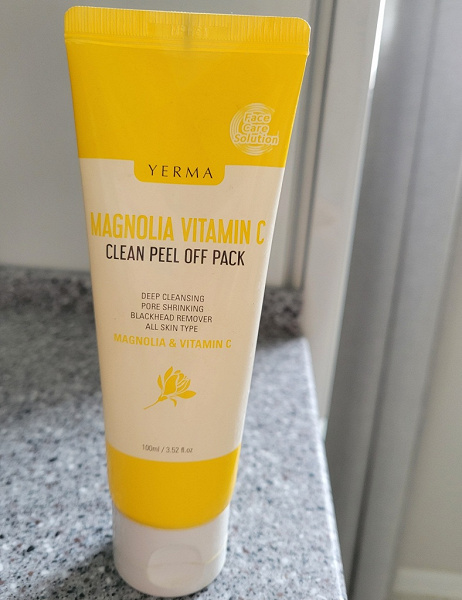 Face
Care
Solution
YERMA
MAGNOLIA VITAMIN C
CLEAN PEEL OFF PACK
DEEP CLEANSING
PORE SHRINKING
BLACKHEAD REMOVER
ALL SKIN TYPE
MAGNOLIA & VITAMIN C
100ml / 3.52 fl.oz